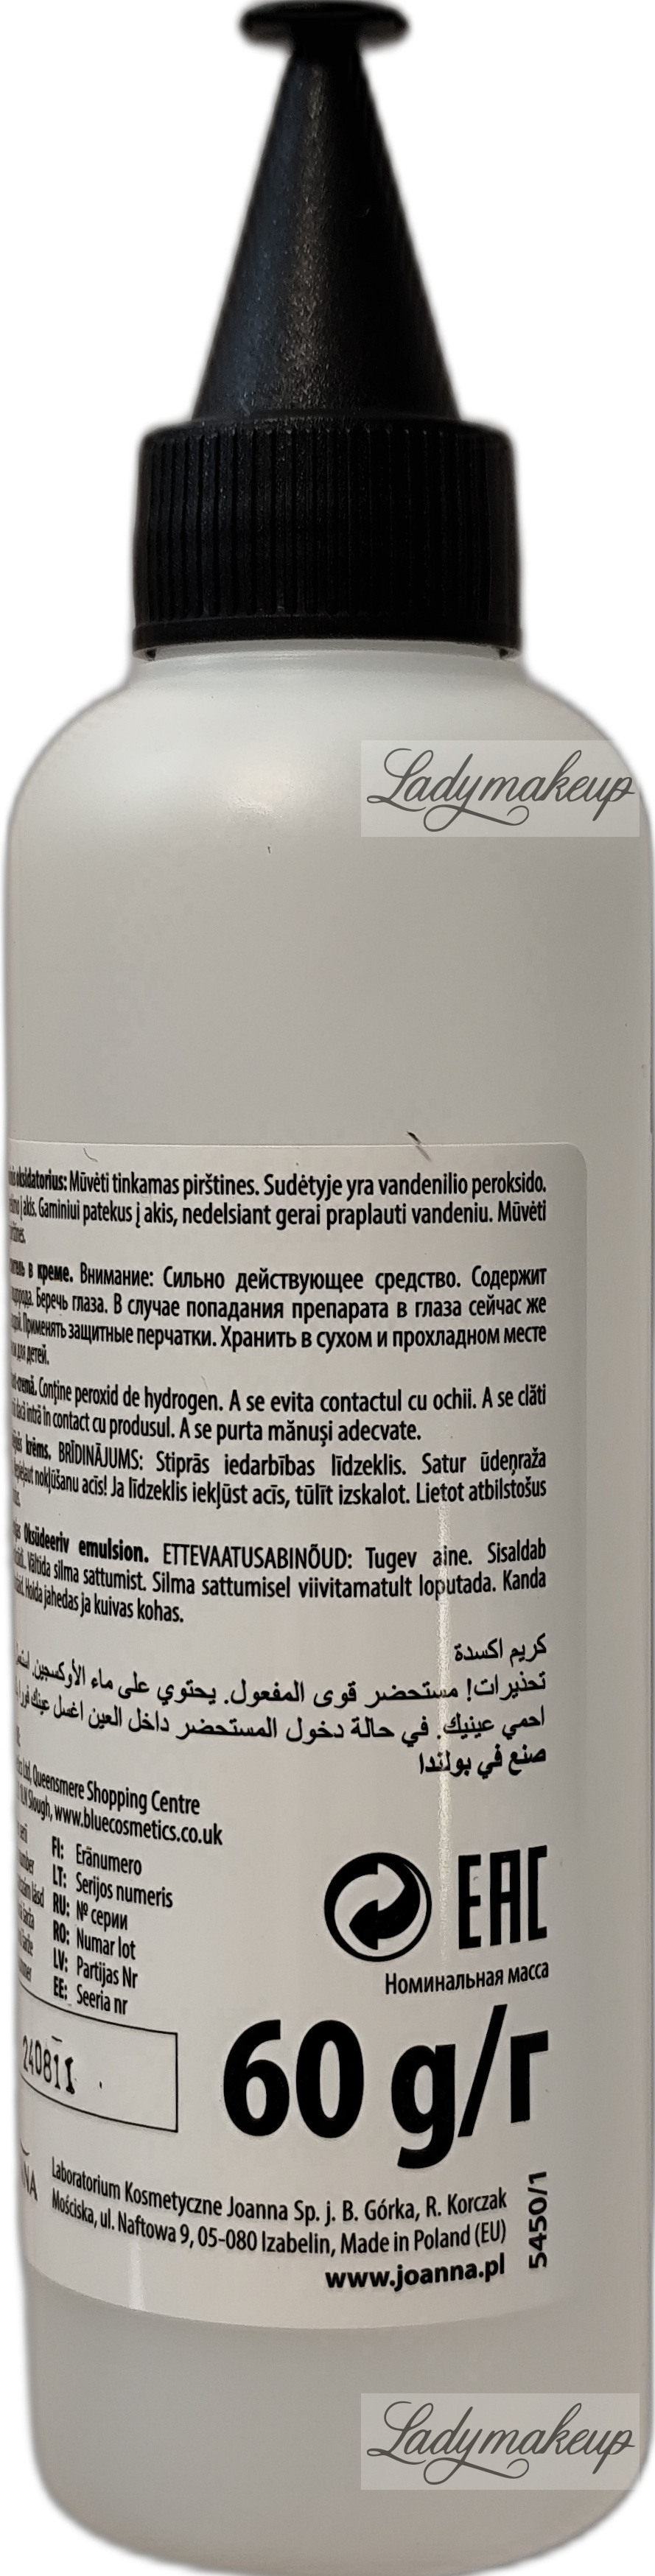 Ladymakeup
oksidatorius: Mūvėti tinkamas pirštines. Sudėtyje yra vandenilio peroksido.
į akis. Gaminiui patekus į akis, nedelsiant gerai praplauti vandeniu. Mūvėti
в креме. Внимание: Сильно действующее средство. Содержит
Беречь глаза. В случае попадания препарата в глаза сейчас же
Применять защитные перчатки. Хранить в сухом и прохладном месте
для детей.
Conține peroxid de hydrogen. A se evita contactul cu ochii. A se clăti
dacă intră în contact cu produsul. A se purta mănuși adecvate.
krēms. BRĪDINĀJUMS: Stiprās iedarbības līdzeklis. Satur ūdeņraža
nokļūšanu acīs! Ja līdzeklis iekļūst acīs, tūlīt izskalot. Lietot atbilstošus
Oksüdeeriv emulsion. ETTEVAATUSABINÕUD: Tugev aine. Sisaldab
Vältida silma sattumist. Silma sattumisel viivitamatult loputada. Kanda
Hoida jahedas ja kuivas kohas.
كريم اكسدة
تحذيرات! مستحضر قوى المفعول. يحتوي على ماء الأوكسجين.
احمي عينيك. في حالة دخول المستحضر داخل العين اغسل عينك
صنع في بولندا
Ltd, Queensmere Shopping Centre
Slough, www.bluecosmetics.co.uk
FI: Eränumero
LT: Serijos numeris
RU: № серии
RO: Numar lot
LV: Partijas Nr
EE: Seeria nr
EAC
Номинальная масса
240811
60 g/г
Laboratorium Kosmetyczne Joanna Sp. j. B. Górka, R. Korczak
Mościska, ul. Naftowa 9, 05-080 Izabelin, Made in Poland (EU)
www.joanna.pl
5450/1
Ladymakeup